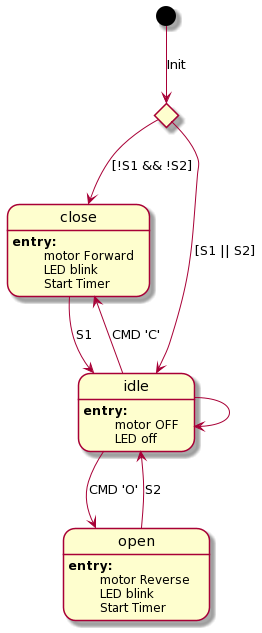 Init
[!S1 && !S2]
close
[S1 || S2]
entry:
motor Forward
LED blink
Start Timer
S1
CMD 'C'
idle
entry:
motor OFF
LED off
CMD 'O'
S2
open
entry:
motor Reverse
LED blink
Start Timer